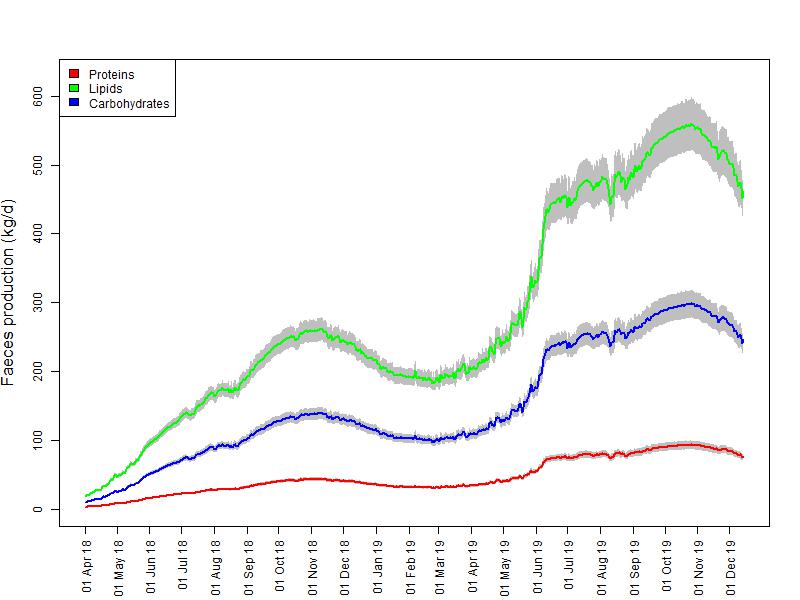 Proteins
Lipids
Carbohydrates
600
500
400
300
200
100
0
Faeces production (kg/d)
01 Apr 18
01 May 18
01 Jun 18
01 Jul 18
01 Aug 18
01 Sep 18
01 Oct 18
01 Nov 18
01 Dec 18
01 Jan 19
01 Feb 19
01 Mar 19
01 Apr 19
01 May 19
01 Jun 19
01 Jul 19
01 Aug 19
01 Sep 19
01 Oct 19
01 Nov 19
01 Dec 19